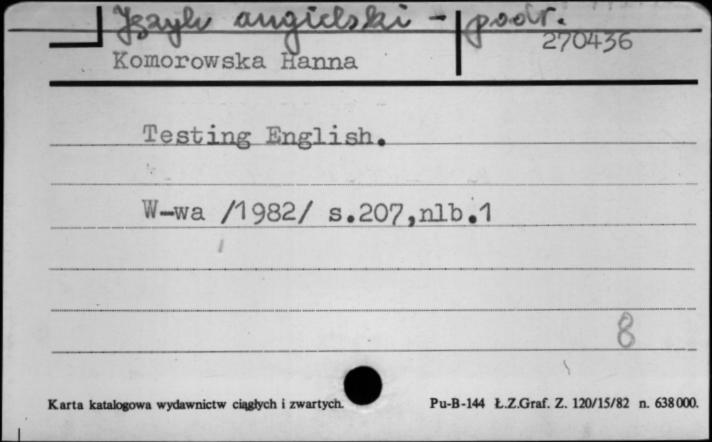 Język angielski - podr.
270436
Komorowska Hanna
Testing English.
W-wa /1982/ s.207,nlb.1
8
Karta katalogowa wydawnictw ciągłych i zwartych. Pu-B-144 Ł.Z.Graf. Z. 120/15/82 n. 638000.